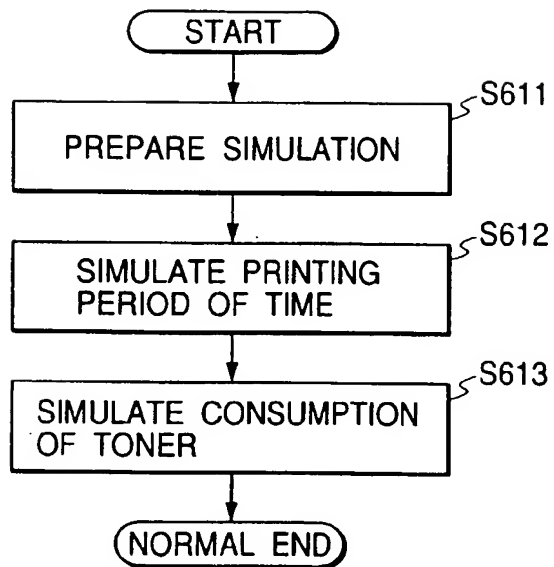 START
S611
PREPARE SIMULATION
S612
SIMULATE PRINTING
PERIOD OF TIME
S613
SIMULATE CONSUMPTION
OF TONER
NORMAL END